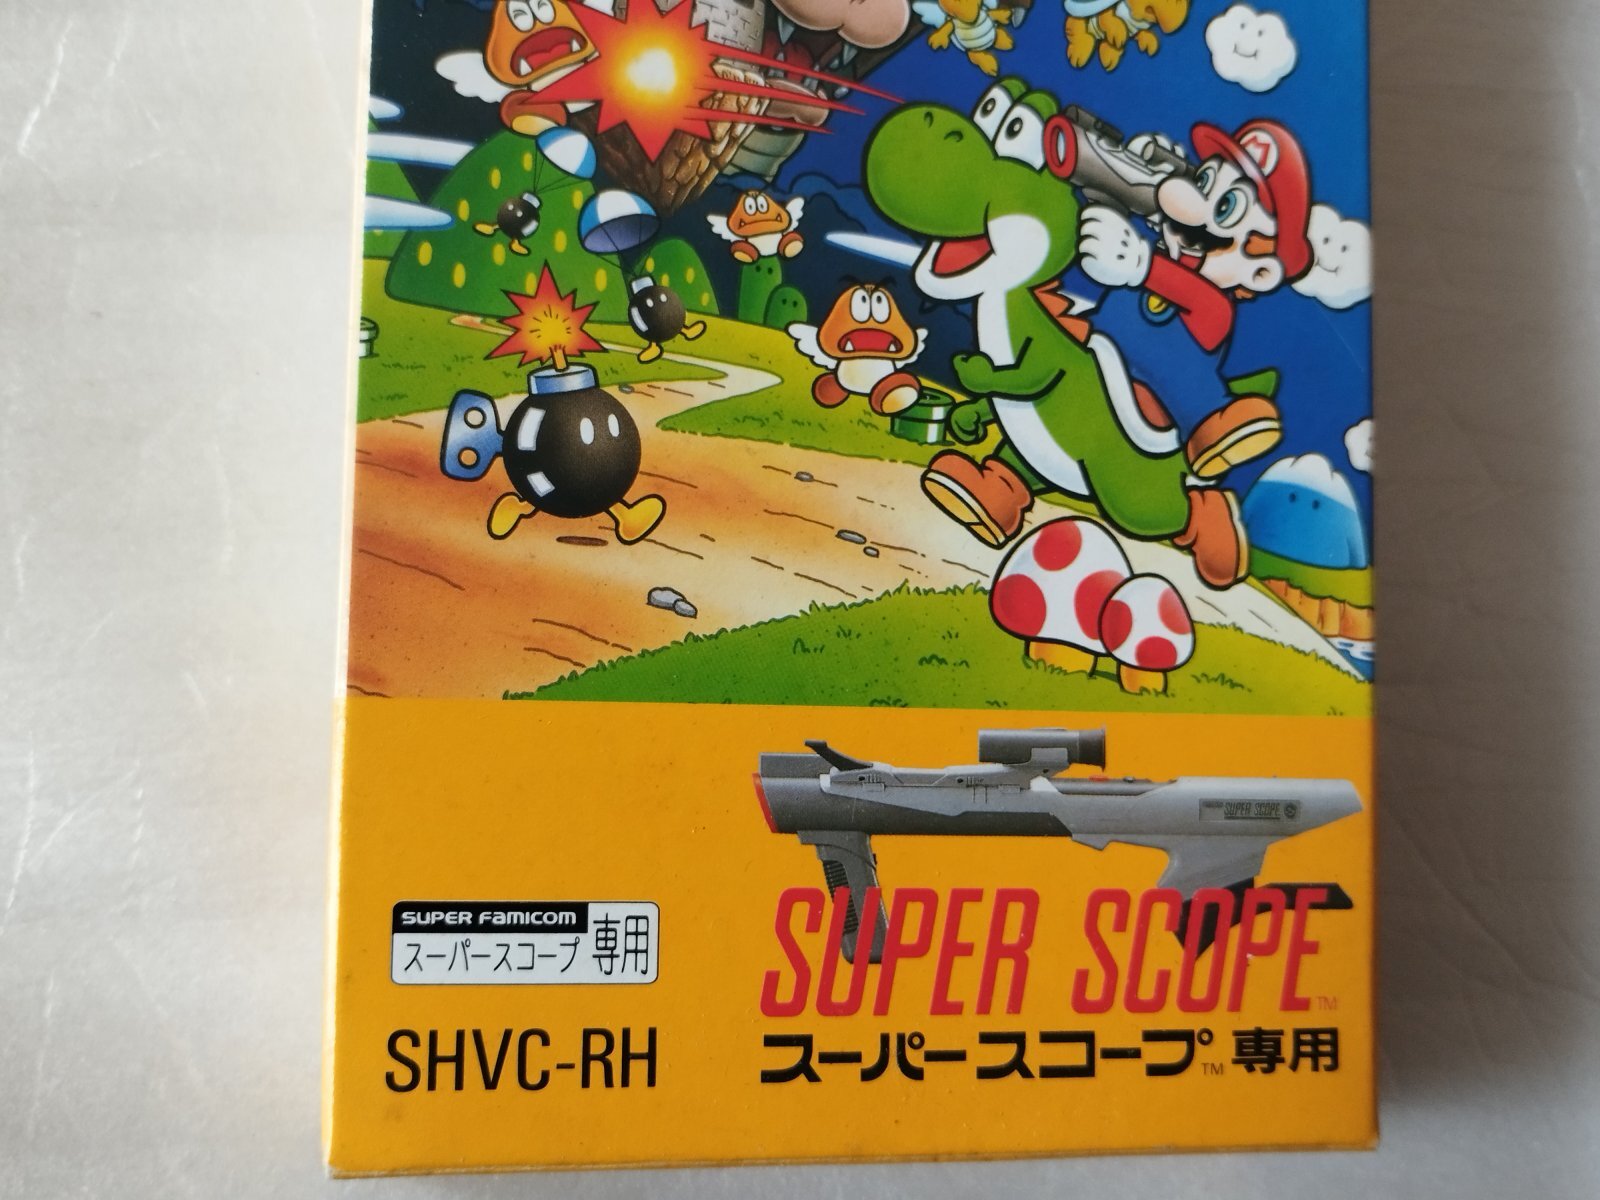 M
SUPER SCOPE
SUPER FAMICOM
スーパースコープ 専用
SHVC-RH
SUPER SCOPE™
スーパースコープ™ 専用